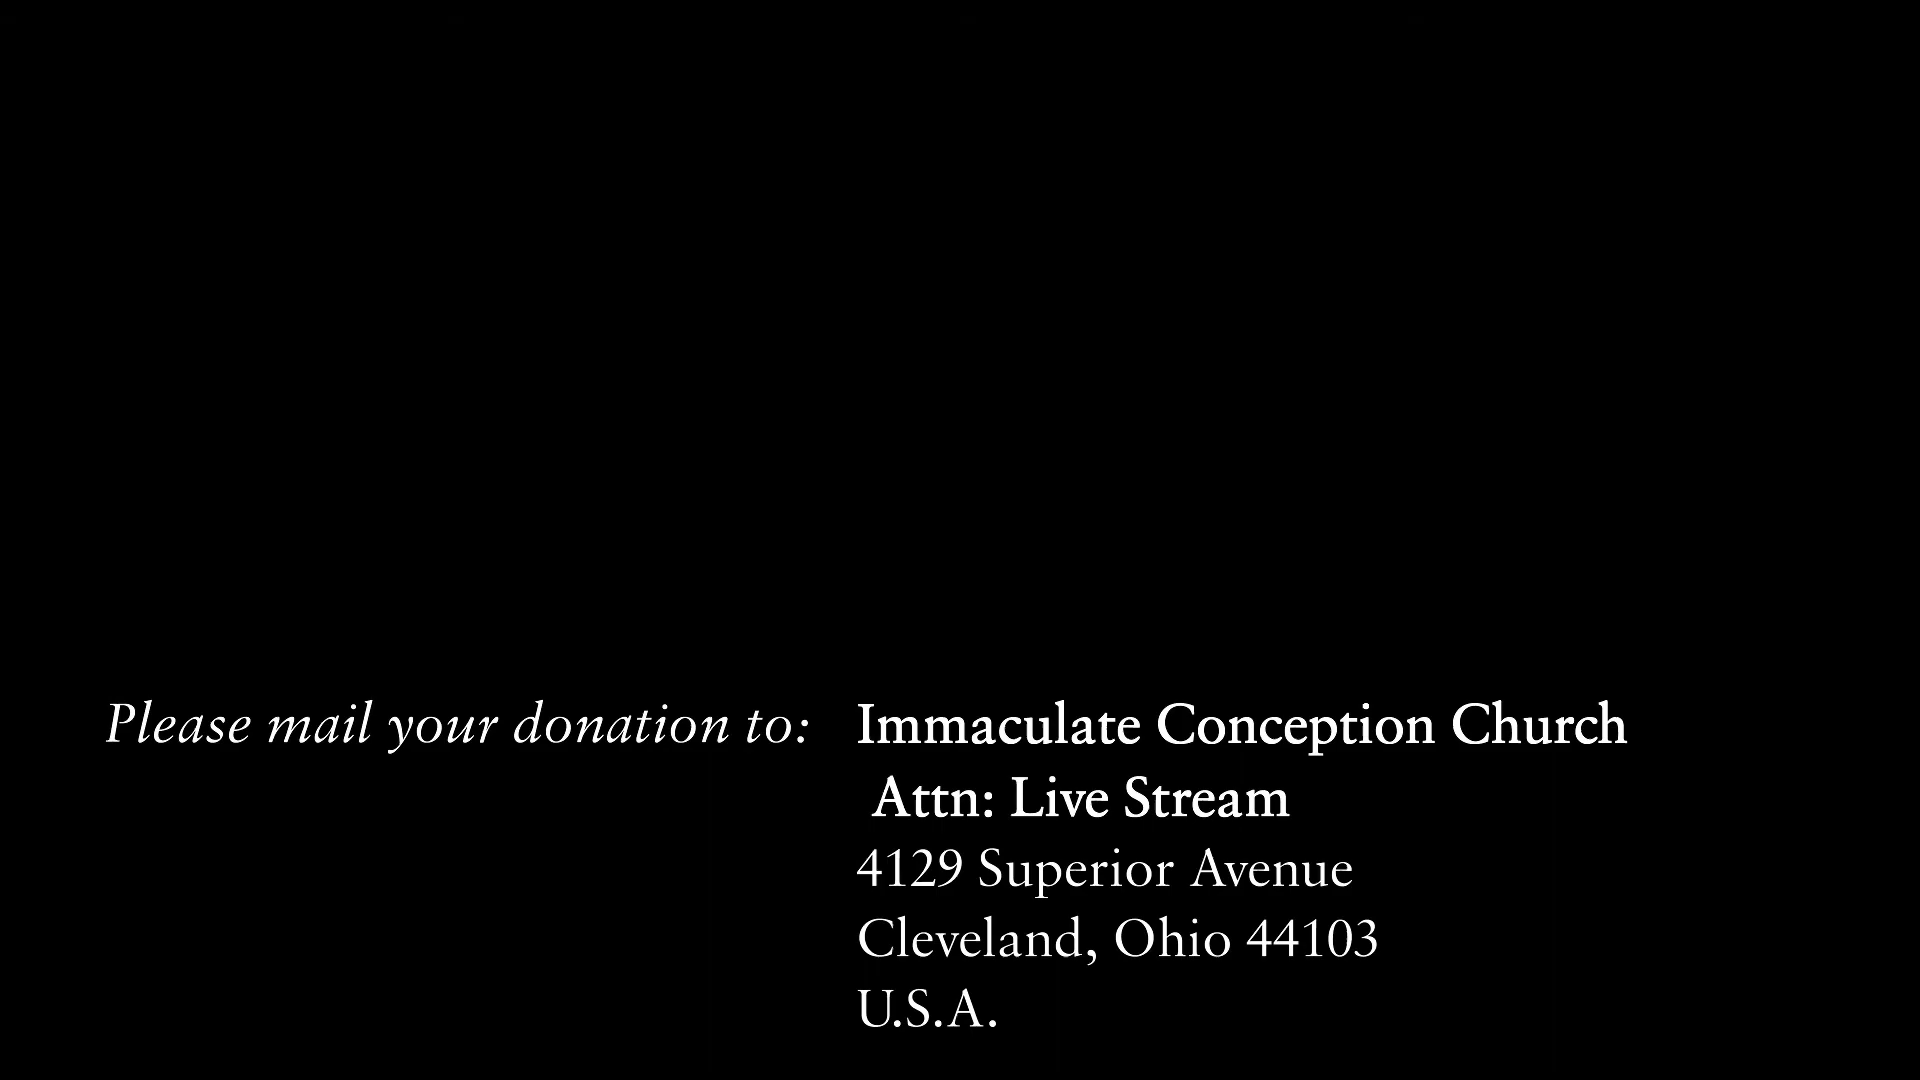 Please mail your donation to: Immaculate Conception Church
Attn: Live Stream
4129 Superior Avenue
Cleveland, Ohio 44103
U.S.A.